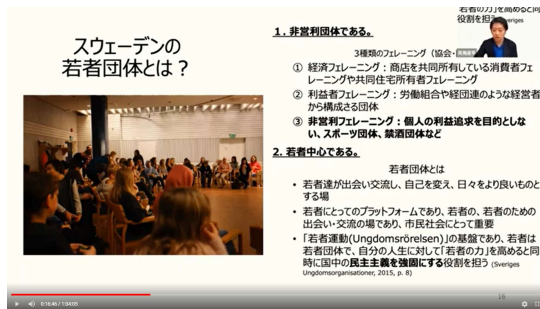 スウェーデンの
若者団体とは？
若者の力」を高めると同
役割を担う (Sveriges
１. 非営利団体である。
3種類のフェレーニング（協会・
① 経済フェレーニング：商店を共同所有している消費者フェ
レーニングや共同住宅所有者フェレーニング
② 利益者フェレーニング：労働組合や経団連のような経営者
から構成さる団体
③ 非営利フェレーニング：個人の利益追求を目的としな
い、スポーツ団体、禁酒団体など
2. 若者中心である。
若者団体とは
• 若者達が出会い交流し、自己を変え、日々をより良いものと
する場
• 若者にとってのプラットフォームであり、若者の、若者のための
出会い・交流の場であり、市民社会にとって重要
• 「若者運動(Ungdomsrörelsen)」の基盤であり、若者は
若者団体で、自分の人生に対して「若者の力」を高めると同
時に国中の民主主義を強固にする役割を担う (Sveriges
Ungdomsorganisationer, 2015, p. 8)
16
0:16:46 / 1:04:05